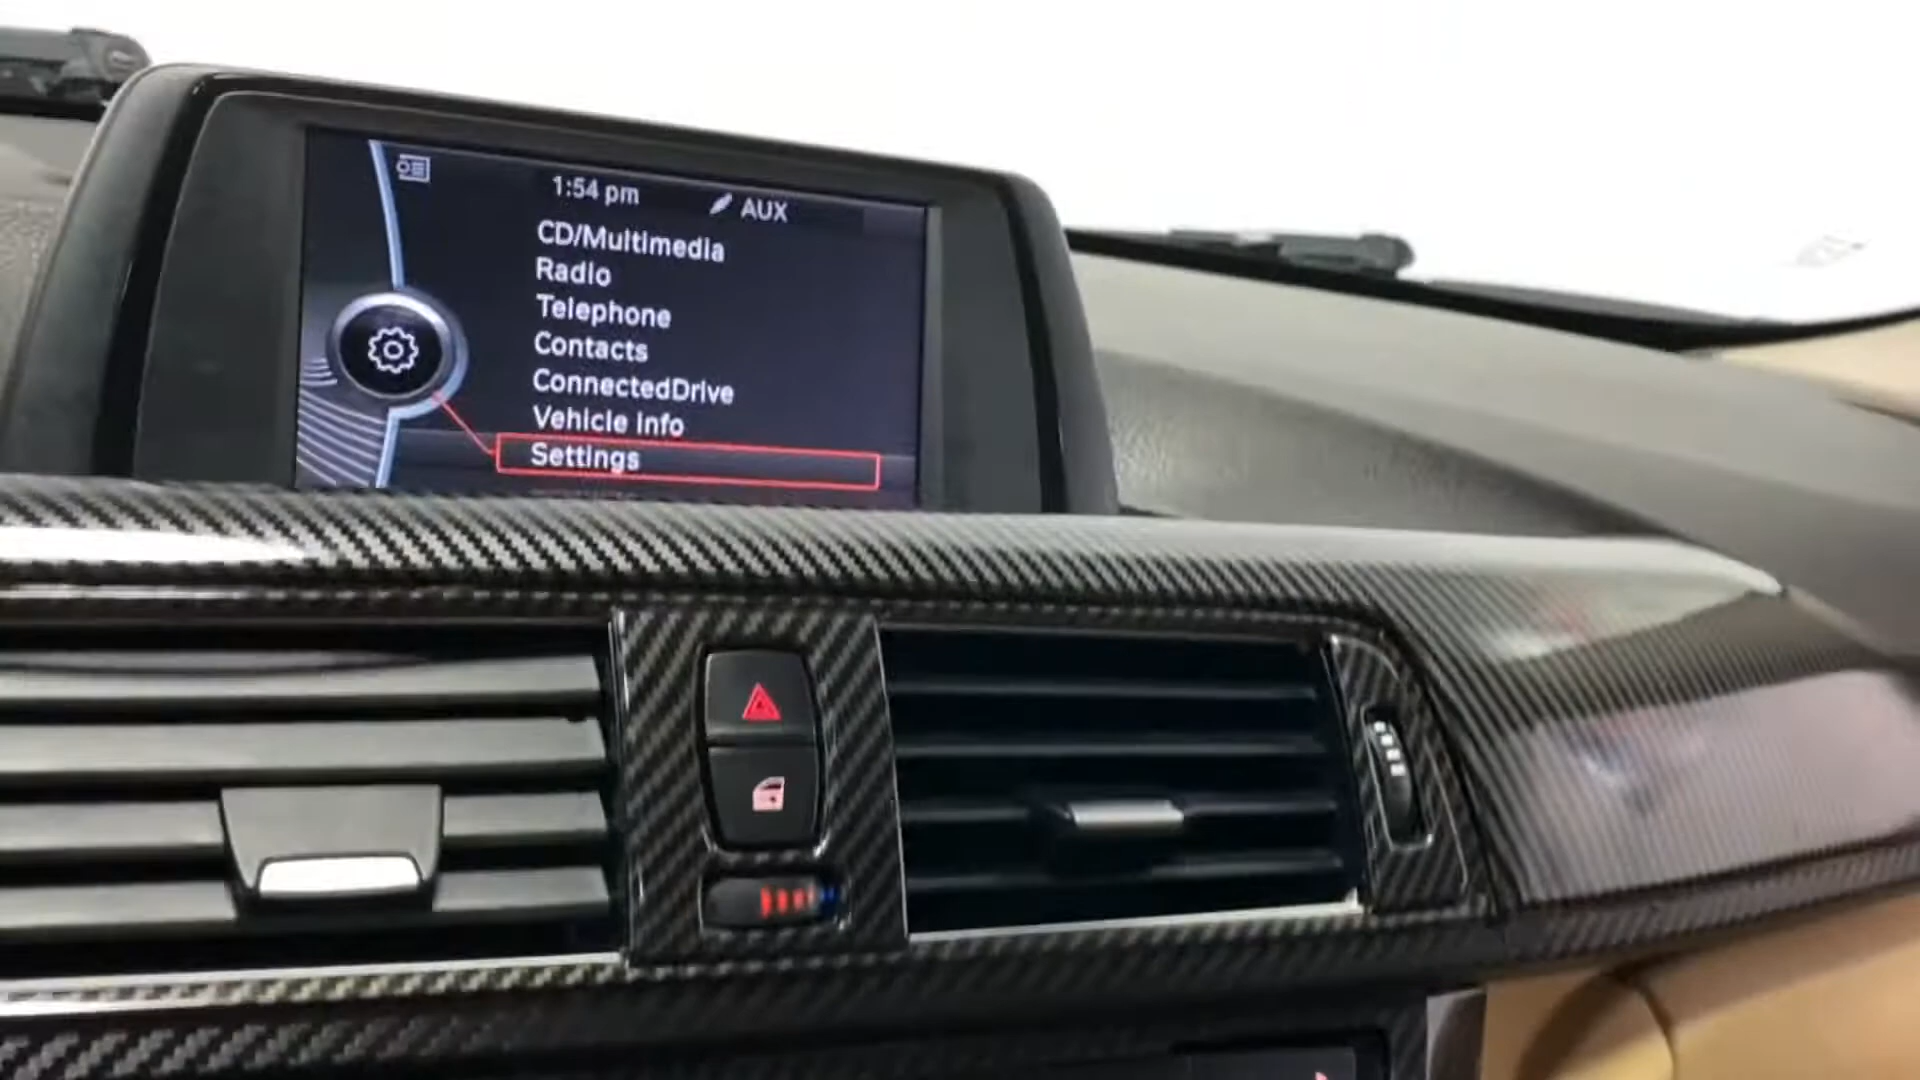 1:54 pm AUX
CD/Multimedia
Radio
Telephone
Contacts
ConnectedDrive
Vehicle info
Settings